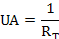 UA = 1 / R_T